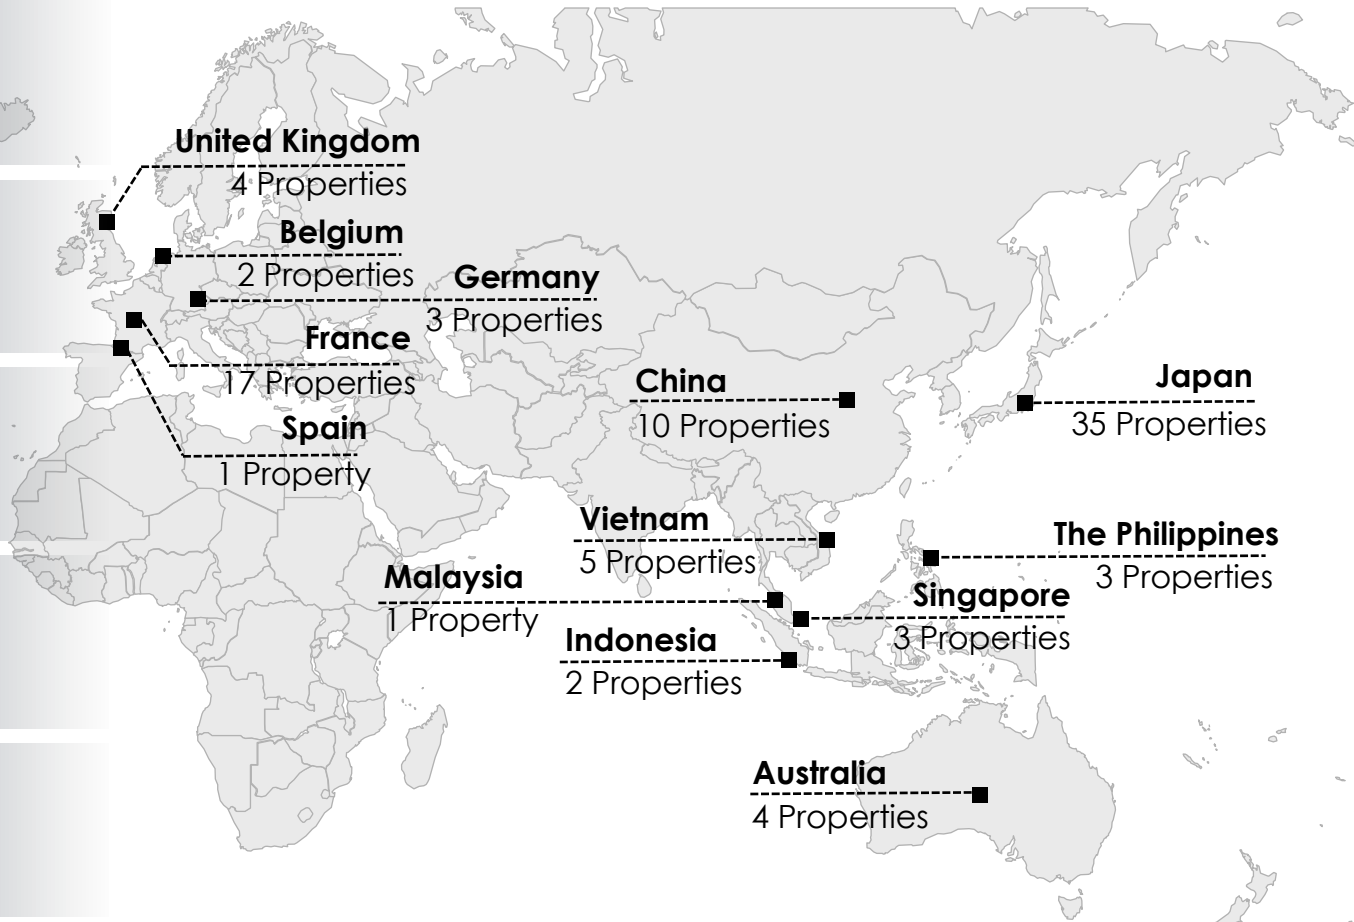 United Kingdom
4 Properties
Belgium
2 Properties
Germany
3 Properties
France
17 Properties
Spain
1 Property
China
10 Properties
Japan
35 Properties
Vietnam
5 Properties
The Philippines
3 Properties
Malaysia
1 Property
Singapore
3 Properties
Indonesia
2 Properties
Australia
4 Properties